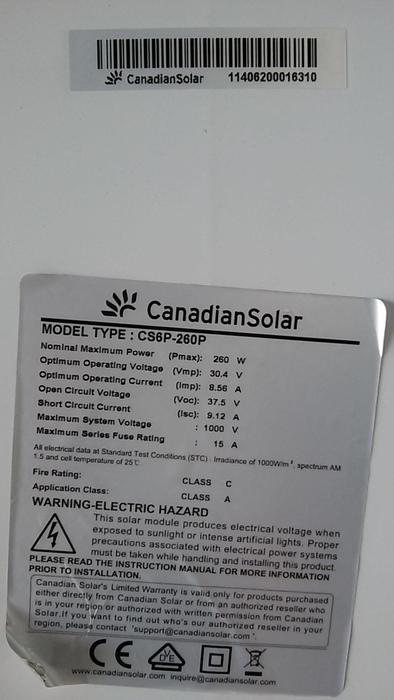 CanadianSolar 11406200016310
CanadianSolar
MODEL TYPE : CS6P-260P
Nominal Maximum Power (Pmax): 260 W
Optimum Operating Voltage (Vmp): 30.4 V
Optimum Operating Current (Imp): 8.56 A
Open Circuit Voltage (Voc): 37.5 V
Short Circuit Current (Isc): 9.12 A
Maximum System Voltage : 1000 V
Maximum Series Fuse Rating : 15 A
All electrical data at Standard Test Conditions (STC) : Irradiance of 1000W/m², spectrum AM
1.5 and cell temperature of 25℃
Fire Rating: CLASS C
Application Class: CLASS A
WARNING-ELECTRIC HAZARD
This solar module produces electrical voltage when
exposed to sunlight or intense artificial lights. Proper
precautions associated with electrical power systems
must be taken while handling and installing this product.
PLEASE READ THE INSTRUCTION MANUAL FOR MORE INFORMATION
PRIOR TO INSTALLATION.
Canadian Solar's Limited Warranty is valid only for products purchased
either directly from Canadian Solar or from an authorized reseller who
is in your region or authorized with written permission from Canadian
Solar.If you want to find out who's our authorized reseller in your
region, please contact 'support@canadiansolar.com'.
CE DVE
www.canadiansolar.com inquire@canadiansolar.com